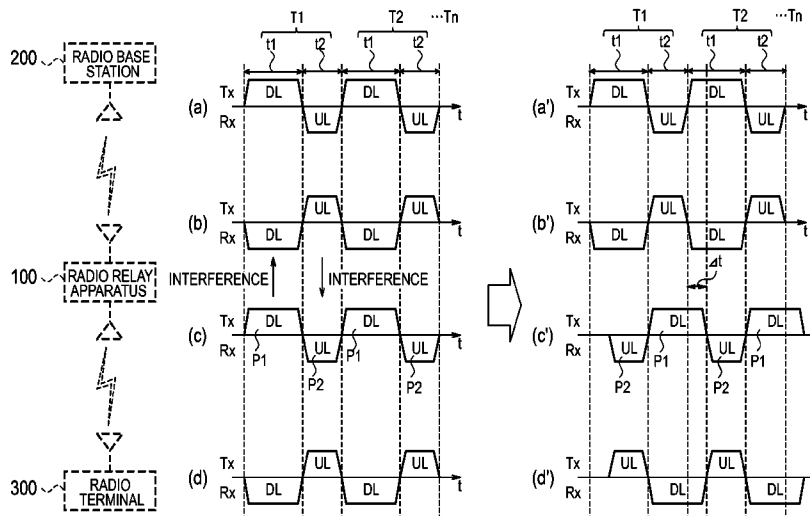 T1 T2 …Tn
t1 t2 t1 t2
200 RADIO BASE
STATION
(a) Tx Rx DL UL DL UL t
(b) Tx Rx DL UL DL UL t
100 RADIO RELAY
APPARATUS
INTERFERENCE INTERFERENCE
(c) Tx Rx DL UL DL UL t
P1 P2 P1 P2
300 RADIO
TERMINAL
(d) Tx Rx DL UL DL UL t
T1 T2 …Tn
t1 t2 t1 t2
(a') Tx Rx DL UL DL UL t
(b') Tx Rx DL UL DL UL t
Δt
(c') Tx Rx UL DL UL DL t
P2 P1 P2 P1
(d') Tx Rx UL DL UL DL t